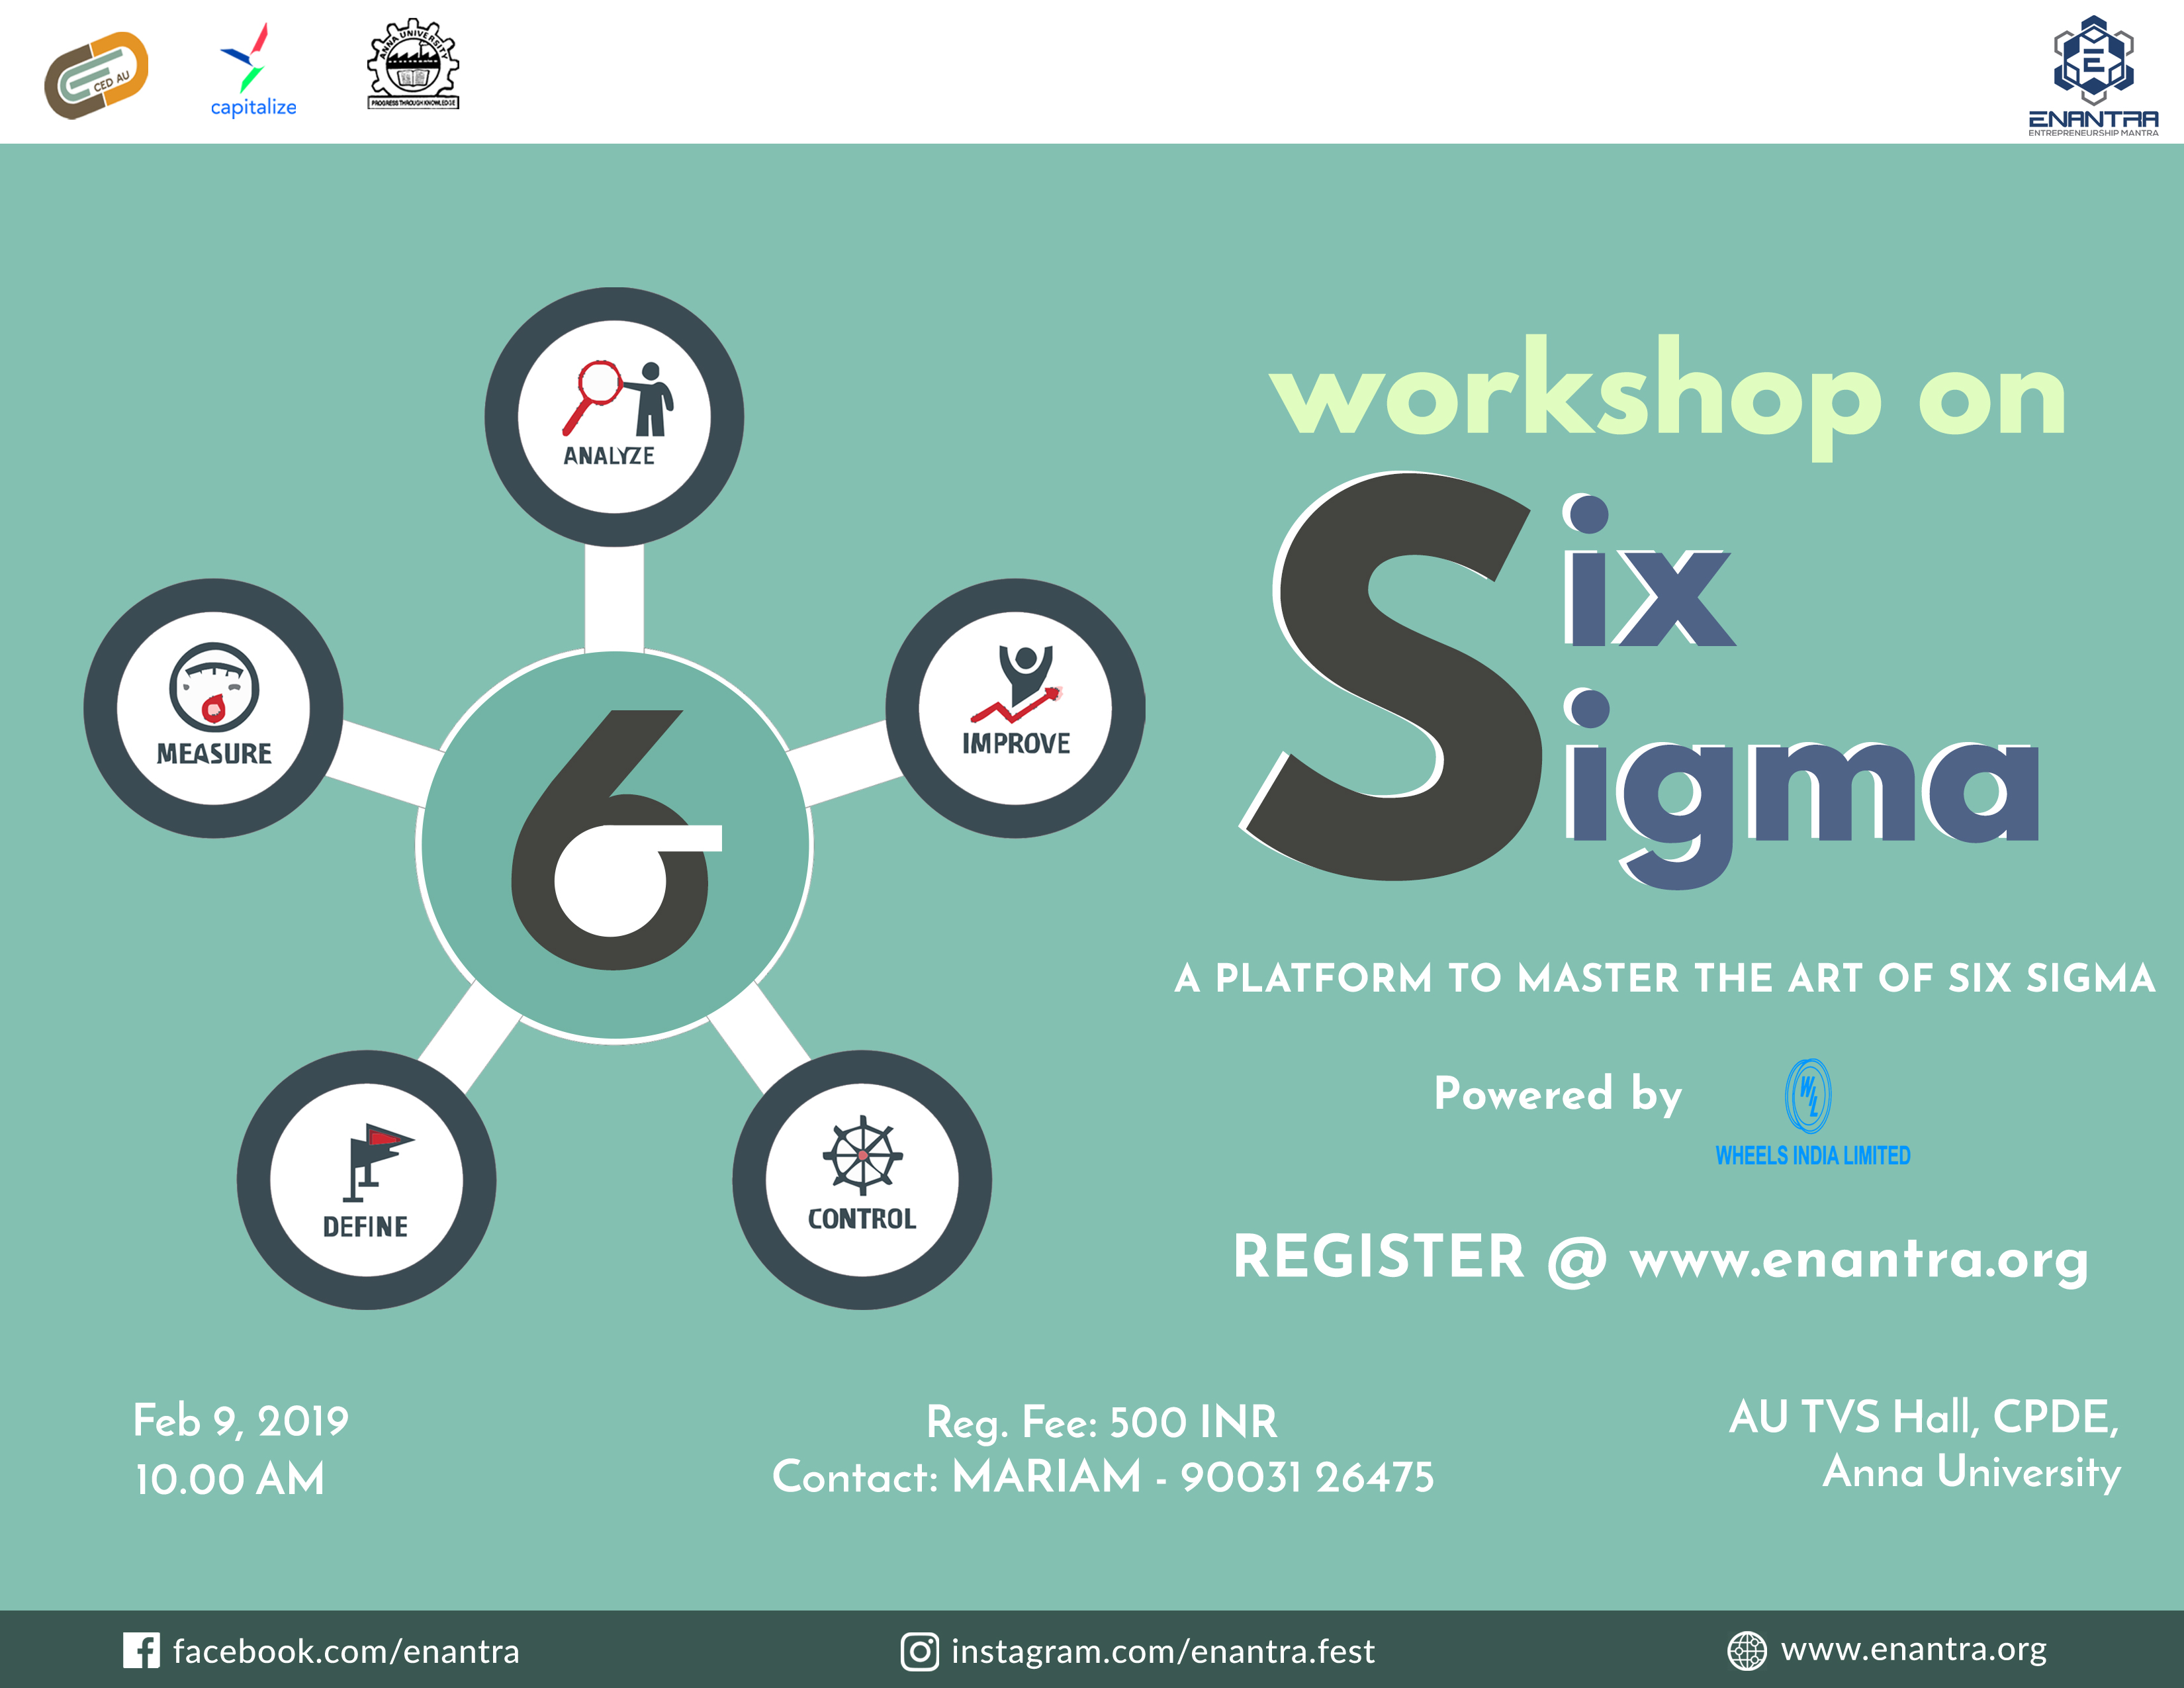 CED AU
capitalize
ANNA UNIVERSITY
PROGRESS THROUGH KNOWLEDGE
E
ENANTRA
ENTREPRENEURSHIP MANTRA
workshop on
Six
Sigma
ANALYZE
MEASURE
IMPROVE
6
DEFINE
CONTROL
A PLATFORM TO MASTER THE ART OF SIX SIGMA
Powered by
WIL
WHEELS INDIA LIMITED
REGISTER @ www.enantra.org
Feb 9, 2019
10.00 AM
Reg. Fee: 500 INR
Contact: MARIAM - 90031 26475
AU TVS Hall, CPDE,
Anna University
facebook.com/enantra
instagram.com/enantra.fest
www.enantra.org